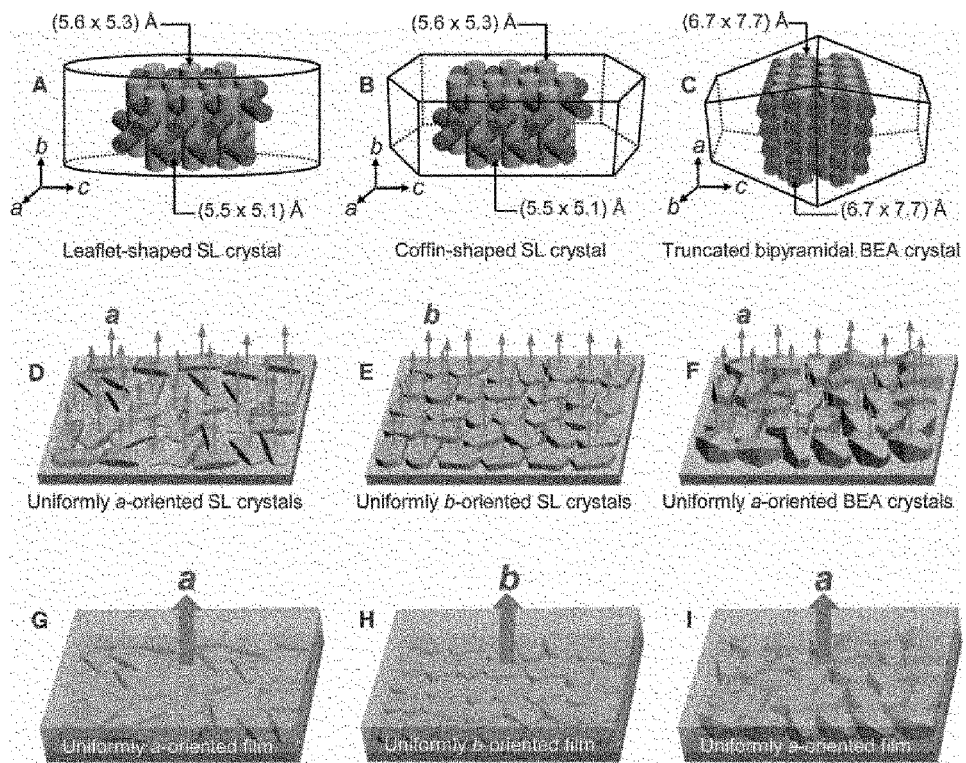 (5.6 x 5.3) Å
(5.6 x 5.3) Å
(6.7 x 7.7) Å
A
B
C
b
c
a
b
c
a
a
c
b
(5.5 x 5.1) Å
(5.5 x 5.1) Å
(6.7 x 7.7) Å
Leaflet-shaped SL crystal
Coffin-shaped SL crystal
Truncated bipyramidal BEA crystal
a
b
a
D
E
F
Uniformly a-oriented SL crystals
Uniformly b-oriented SL crystals
Uniformly a-oriented BEA crystals
a
b
a
G
H
I
Uniformly a-oriented film
Uniformly b-oriented film
Uniformly a-oriented film